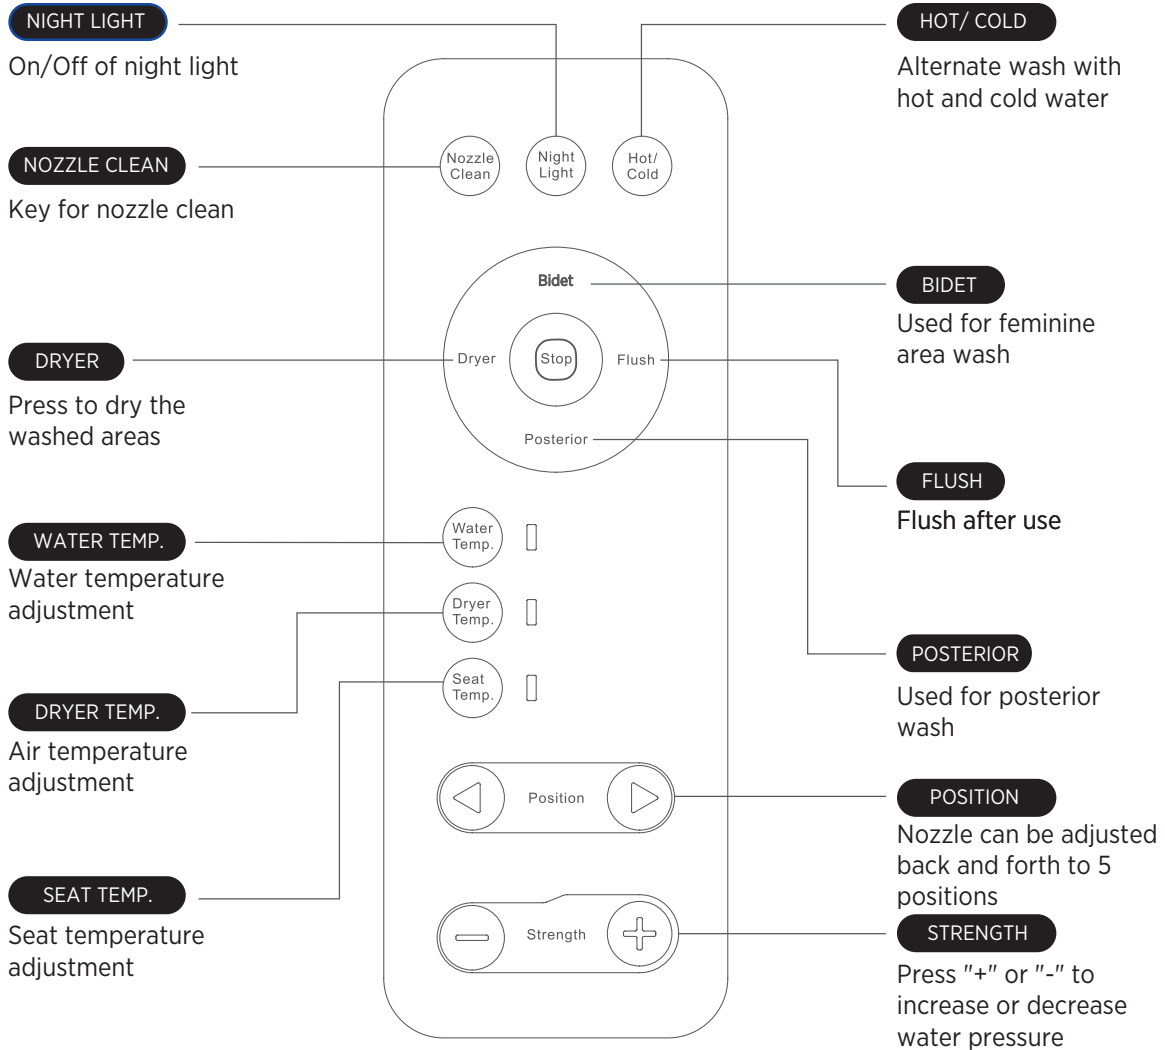 NIGHT LIGHT
On/Off of night light
NOZZLE CLEAN
Key for nozzle clean
DRYER
Press to dry the
washed areas
WATER TEMP.
Water temperature
adjustment
DRYER TEMP.
Air temperature
adjustment
SEAT TEMP.
Seat temperature
adjustment
Nozzle
Clean
Night
Light
Hot/
Cold
Bidet
Dryer
Stop
Flush
Posterior
Water
Temp.
Dryer
Temp.
Seat
Temp.
Position
Strength
HOT/ COLD
Alternate wash with
hot and cold water
BIDET
Used for feminine
area wash
FLUSH
Flush after use
POSTERIOR
Used for posterior
wash
POSITION
Nozzle can be adjusted
back and forth to 5
positions
STRENGTH
Press "+" or "-" to
increase or decrease
water pressure